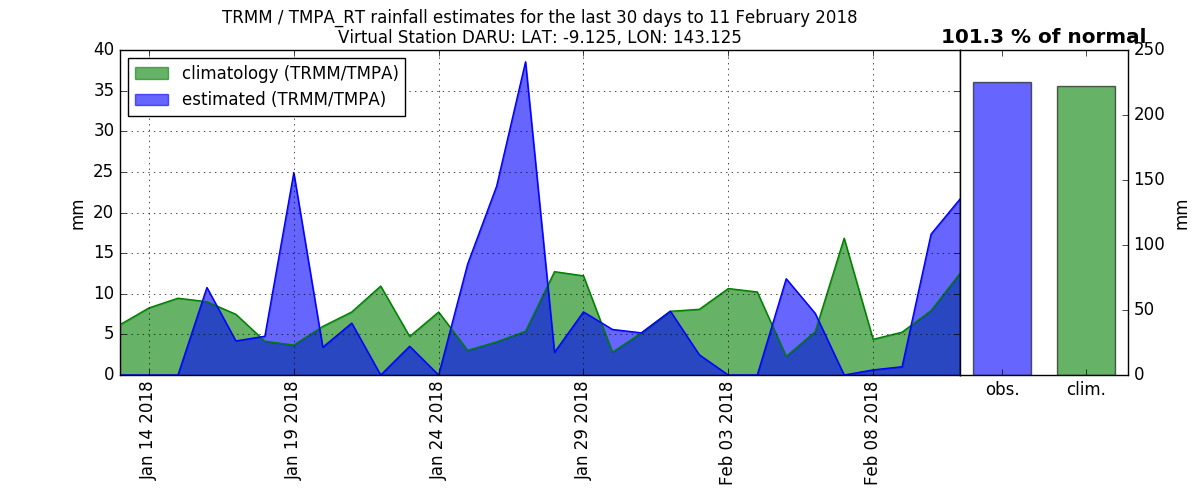 TRMM / TMPA_RT rainfall estimates for the last 30 days to 11 February 2018
Virtual Station DARU: LAT: -9.125, LON: 143.125
101.3 % of normal
climatology (TRMM/TMPA)
estimated (TRMM/TMPA)
mm
40
35
30
25
20
15
10
5
0
Jan 14 2018
Jan 19 2018
Jan 24 2018
Jan 29 2018
Feb 03 2018
Feb 08 2018
obs.
clim.
250
200
150
100
50
0
mm